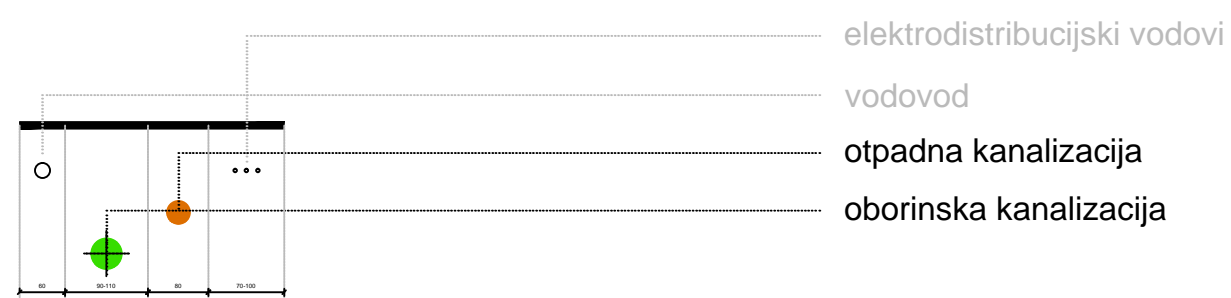 elektrodistribucijski vodovi
vodovod
otpadna kanalizacija
oborinska kanalizacija
60 90-110 80 70-100